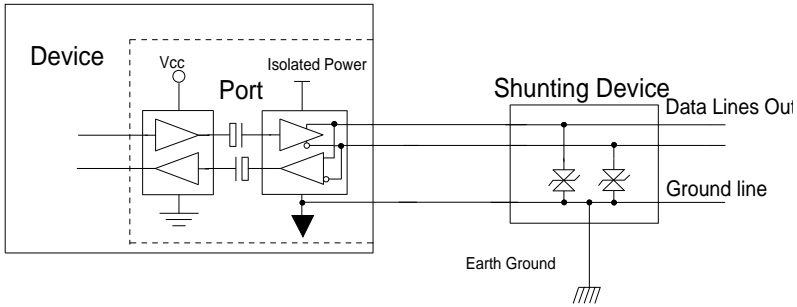 Device
Vcc
Port
Isolated Power
Shunting Device
Data Lines Out
Ground line
Earth Ground